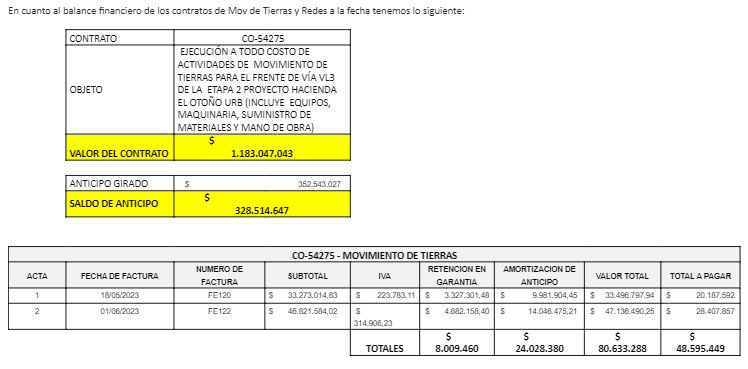 En cuanto al balance financiero de los contratos de Mov de Tierras y Redes a la fecha tenemos lo siguiente:
CONTRATO CO-54275
OBJETO
EJECUCIÓN A TODO COSTO DE
ACTIVIDADES DE MOVIMIENTO DE
TIERRAS PARA EL FRENTE DE VÍA VL3
DE LA ETAPA 2 PROYECTO HACIENDA
EL OTOÑO URB (INCLUYE EQUIPOS,
MAQUINARIA, SUMINISTRO DE
MATERIALES Y MANO DE OBRA)
VALOR DEL CONTRATO $ 1.183.047.043
ANTICIPO GIRADO $ 352.543.027
SALDO DE ANTICIPO $ 328.514.647
CO-54275 - MOVIMIENTO DE TIERRAS
ACTA FECHA DE FACTURA NUMERO DE FACTURA SUBTOTAL IVA RETENCION EN GARANTIA AMORTIZACION DE ANTICIPO VALOR TOTAL TOTAL A PAGAR
1 18/05/2023 FE120 $ 33.273.014,83 $ 223.783,11 $ 3.327.301,48 $ 9.981.904,45 $ 33.496.797,94 $ 20.187.592
2 01/06/2023 FE122 $ 46.821.584,02 $ 314.906,23 $ 4.682.158,40 $ 14.046.475,21 $ 47.136.490,25 $ 28.407.857
TOTALES $ 8.009.460 $ 24.028.380 $ 80.633.288 $ 48.595.449